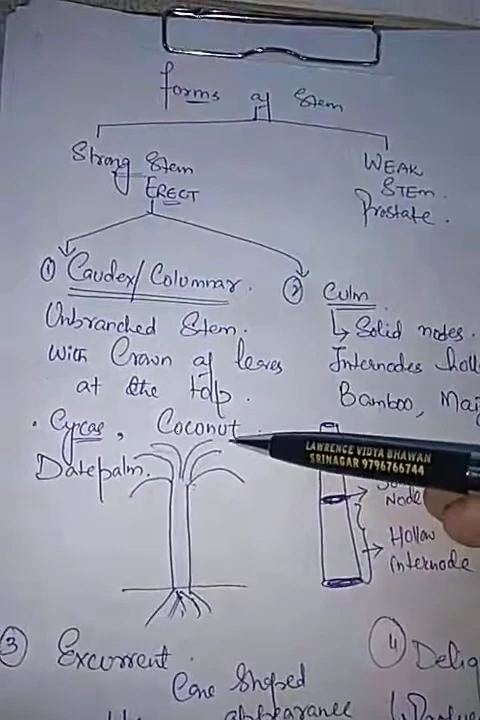 forms of Stem
Strong Stem
ERECT
WEAK
STEM.
Prostate.
① Caudex/Columnar.
Unbranched Stem.
with Crown of leaves
at the top.
. Cycas, Coconut.
Datepalm.
② Culm
↳ Solid nodes.
Internodes
Bamboo,
LAWRENCE VIDYA BHAWAN
SRINAGAR 9796766744
Node
Hollow
internode
③ Excurrent.
Cone Shaped
appearance
④